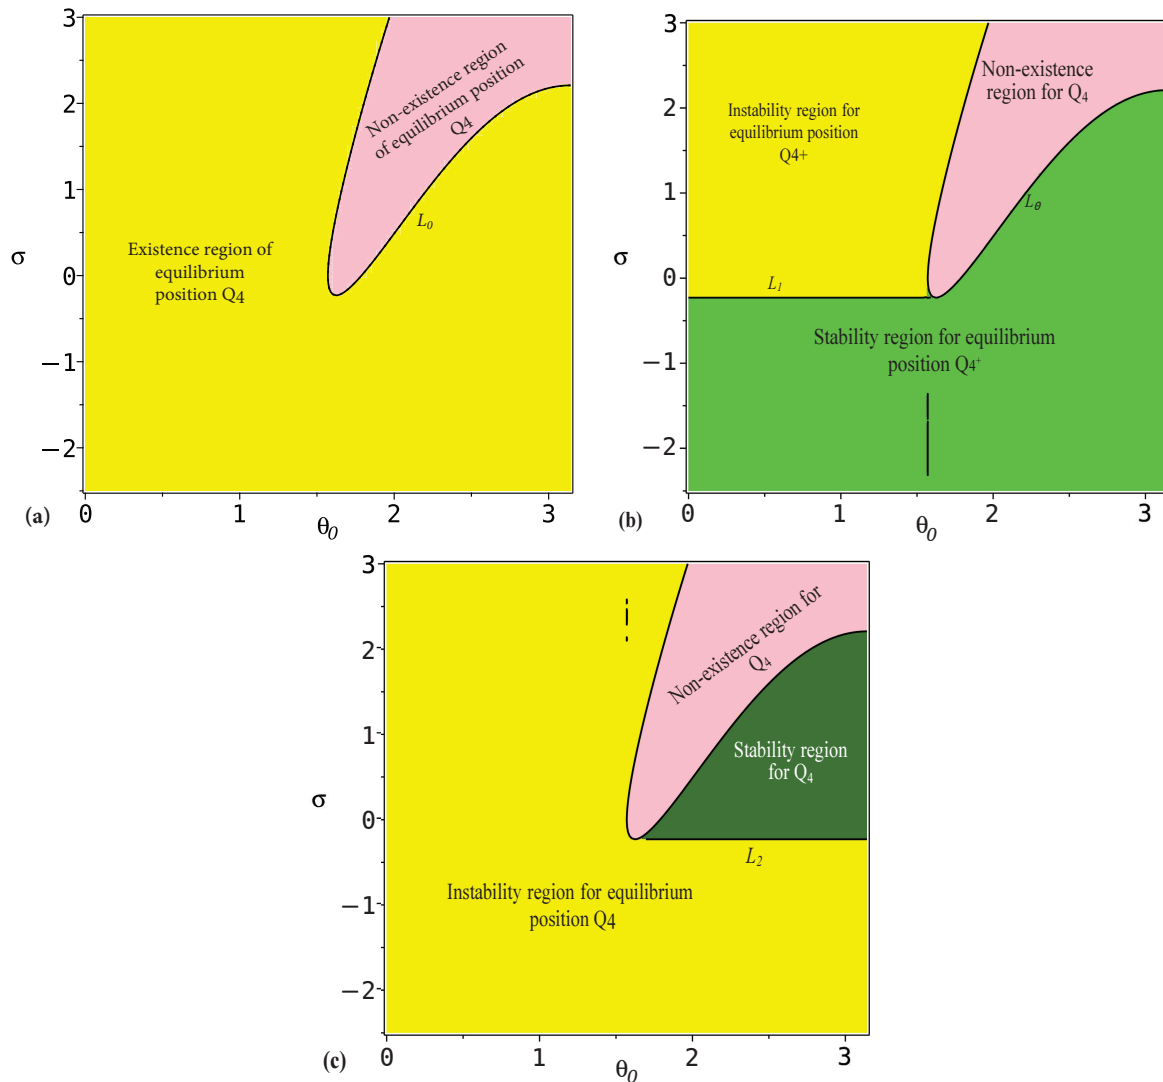 3
2
1
0
−1
−2
σ
Non-existence region
of equilibrium position
Q4
L0
Existence region of
equilibrium
position Q4
0
1
2
3
θ0
(a)
3
2
1
0
−1
−2
σ
Instability region for
equilibrium position
Q4+
Non-existence
region for Q4
Lθ
L1
Stability region for equilibrium
position Q4+
0
1
2
3
θ0
(b)
3
2
1
0
−1
−2
σ
Non-existence region for
Q4
Stability region
for Q4
L2
Instability region for equilibrium
position Q4
0
1
2
3
θ0
(c)